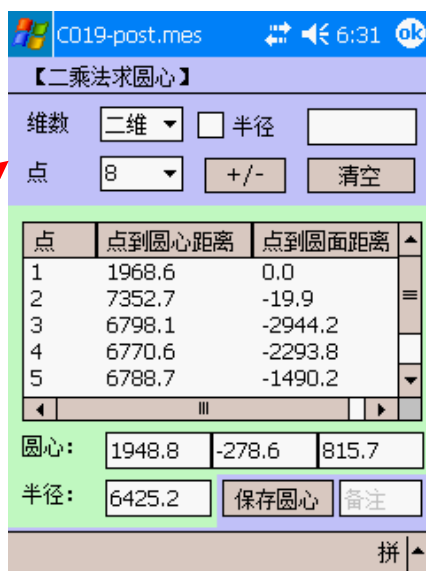 C019-post.mes 6:31 ok
【二乘法求圆心】
维数 二维 半径
点 8 +/- 清空
点 点到圆心距离 点到圆面距离
1 1968.6 0.0
2 7352.7 -19.9
3 6798.1 -2944.2
4 6770.6 -2293.8
5 6788.7 -1490.2
圆心: 1948.8 -278.6 815.7
半径: 6425.2 保存圆心 备注
拼